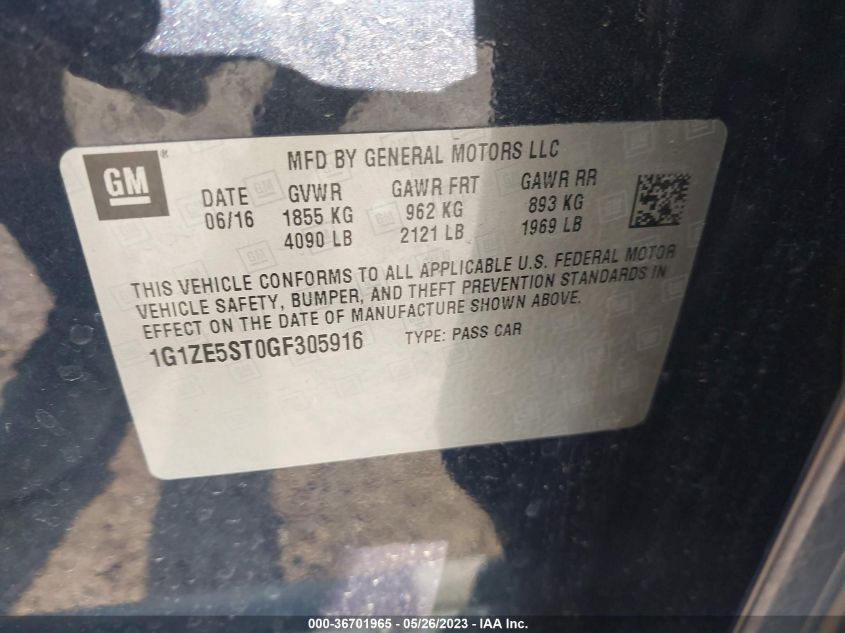 GM®
MFD BY GENERAL MOTORS LLC
DATE GVWR GAWR FRT GAWR RR
06/16 1855 KG 962 KG 893 KG
4090 LB 2121 LB 1969 LB
THIS VEHICLE CONFORMS TO ALL APPLICABLE U.S. FEDERAL MOTOR
VEHICLE SAFETY, BUMPER, AND THEFT PREVENTION STANDARDS IN
EFFECT ON THE DATE OF MANUFACTURE SHOWN ABOVE.
1G1ZE5ST0GF305916 TYPE: PASS CAR
000-36701965 - 05/26/2023 - IAA Inc.